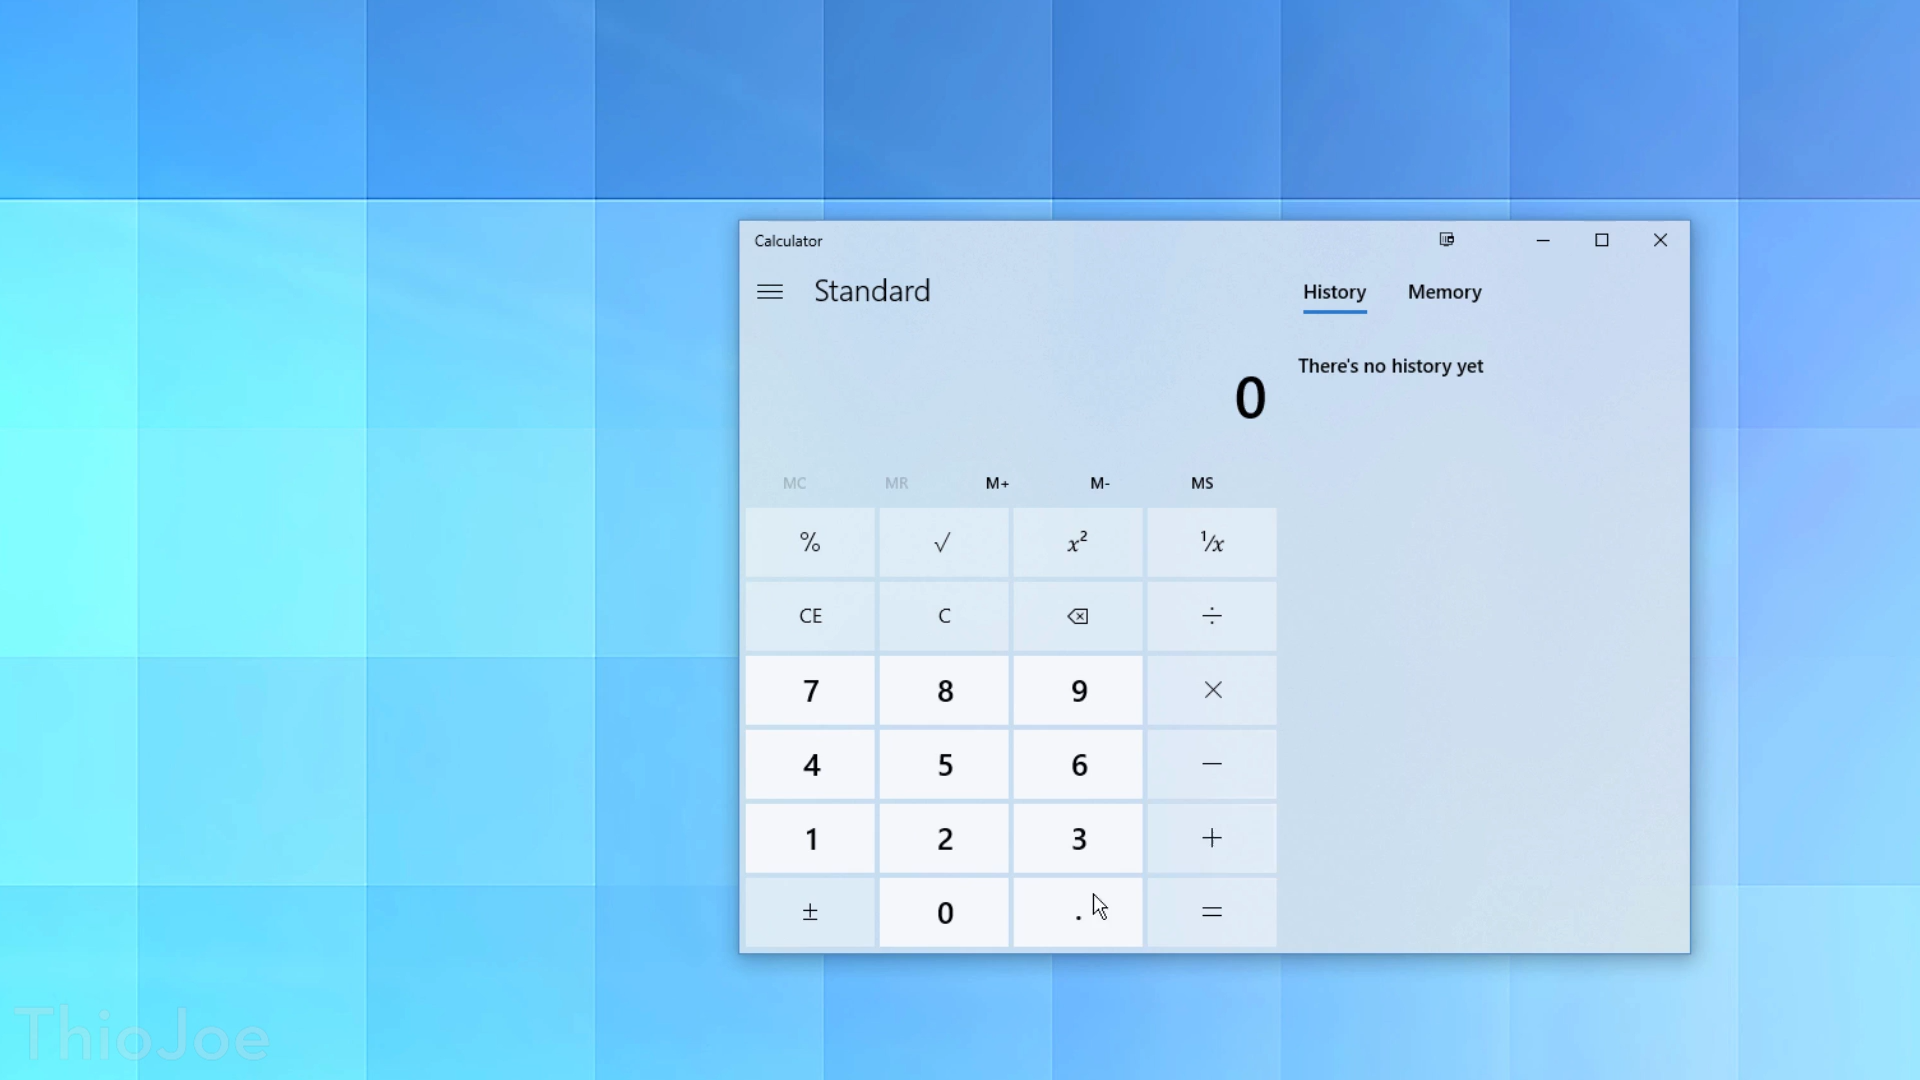 Calculator
Standard
History Memory
There's no history yet
0
MC MR M+ M- MS
% √ x² ¹/x
CE C ÷
7 8 9 ×
4 5 6 −
1 2 3 +
± 0 . =
ThioJoe